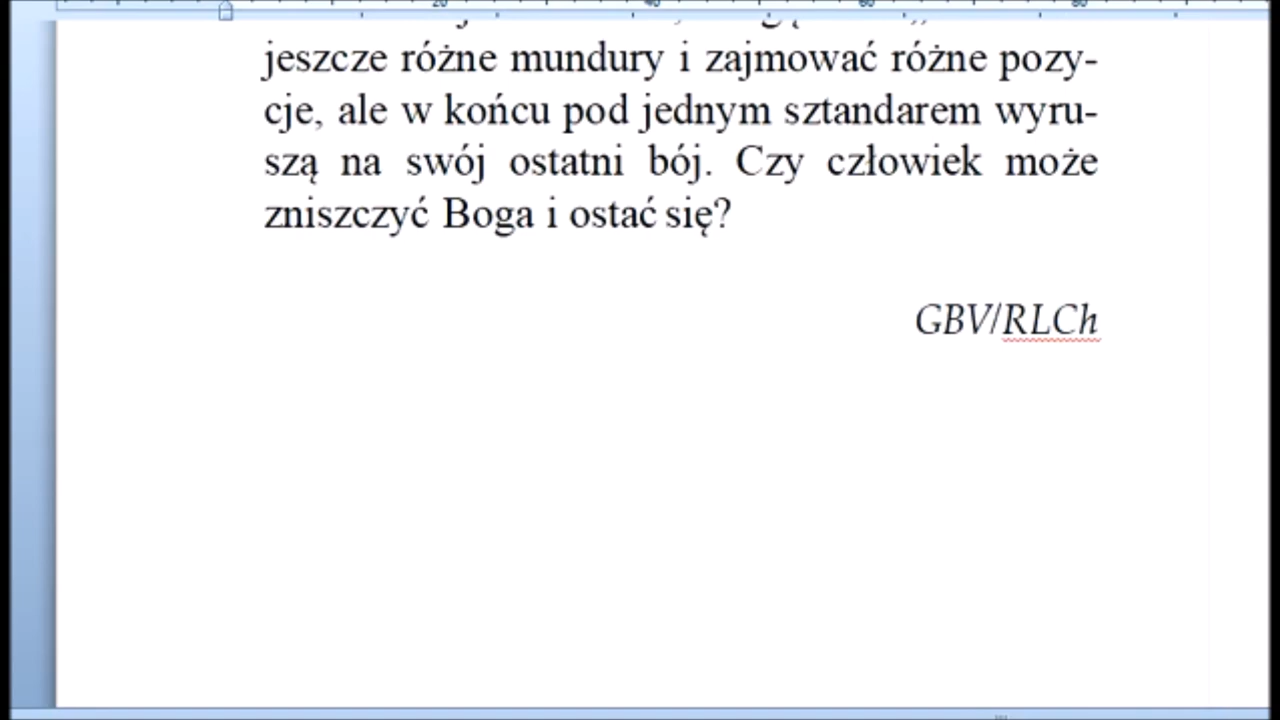 jeszcze różne mundury i zajmować różne pozy-
cje, ale w końcu pod jednym sztandarem wyru-
szą na swój ostatni bój. Czy człowiek może
zniszczyć Boga i ostać się?
GBV/RLCh